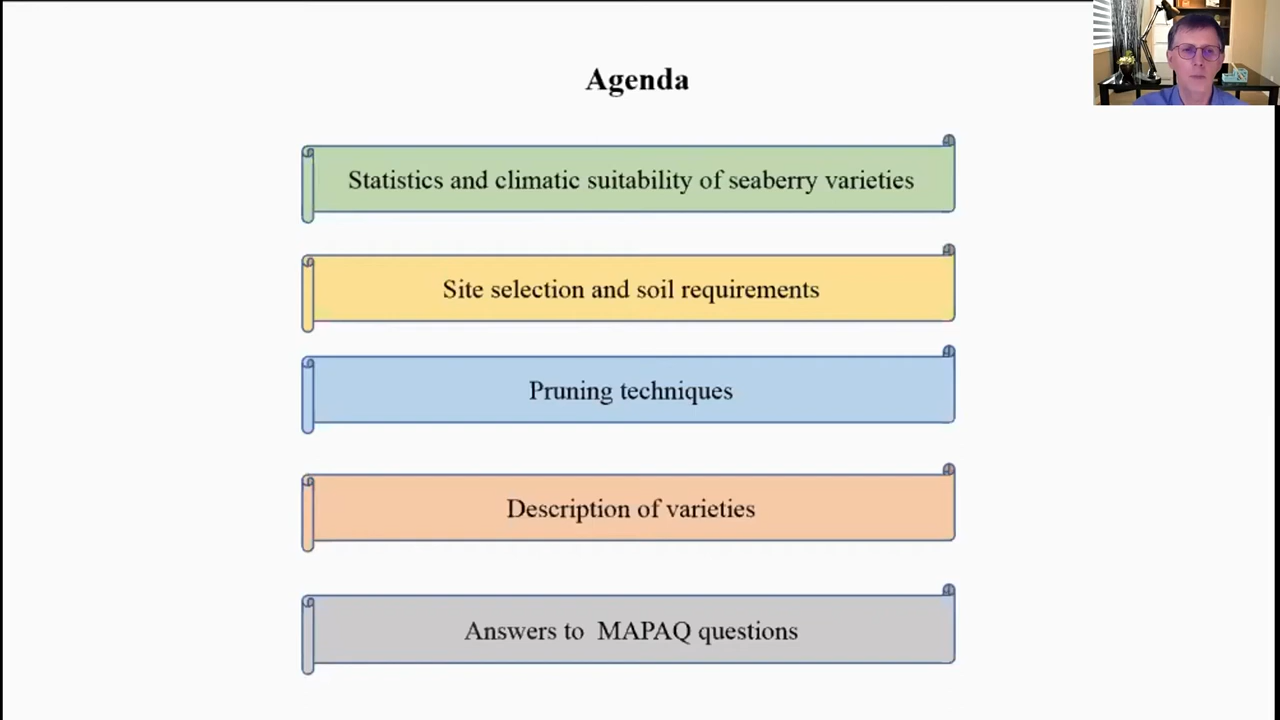 Agenda
Statistics and climatic suitability of seaberry varieties
Site selection and soil requirements
Pruning techniques
Description of varieties
Answers to  MAPAQ questions